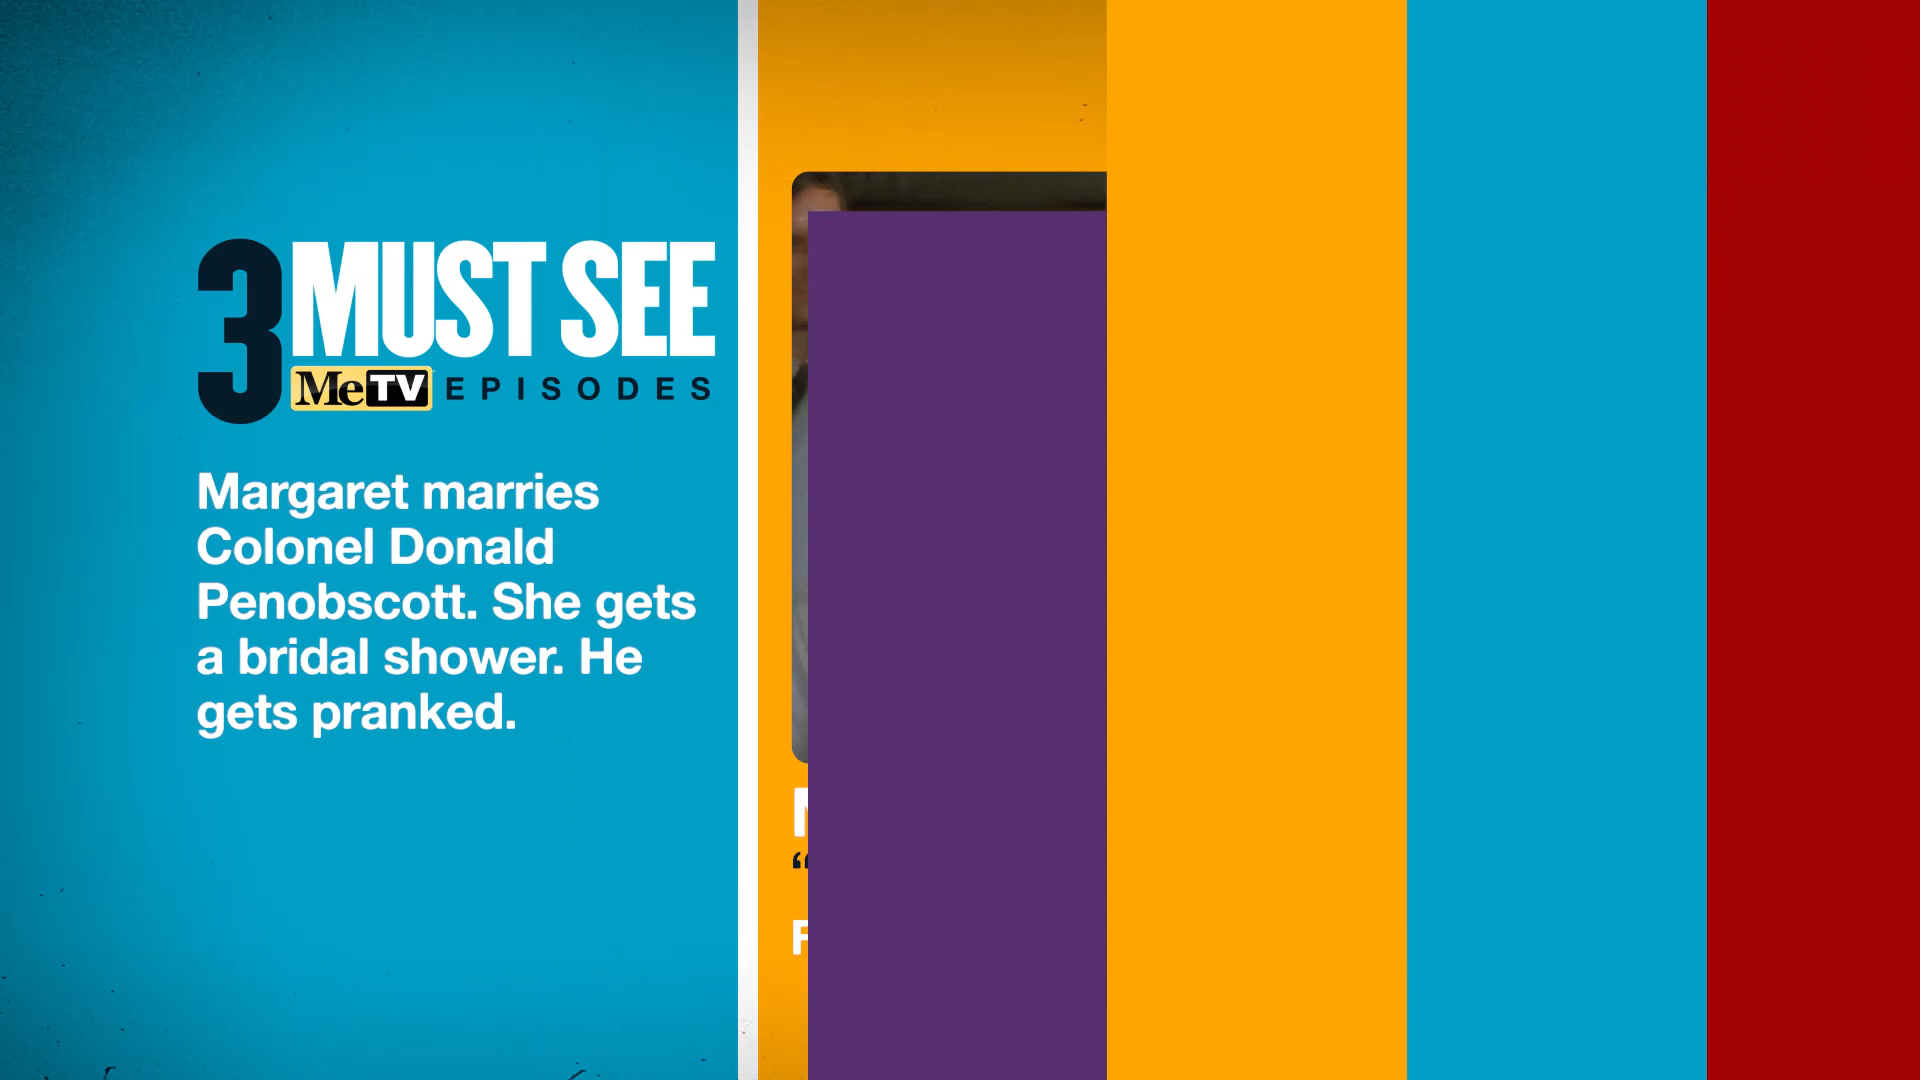 3 MUST SEE
MeTV EPISODES
Margaret marries
Colonel Donald
Penobscott. She gets
a bridal shower. He
gets pranked.